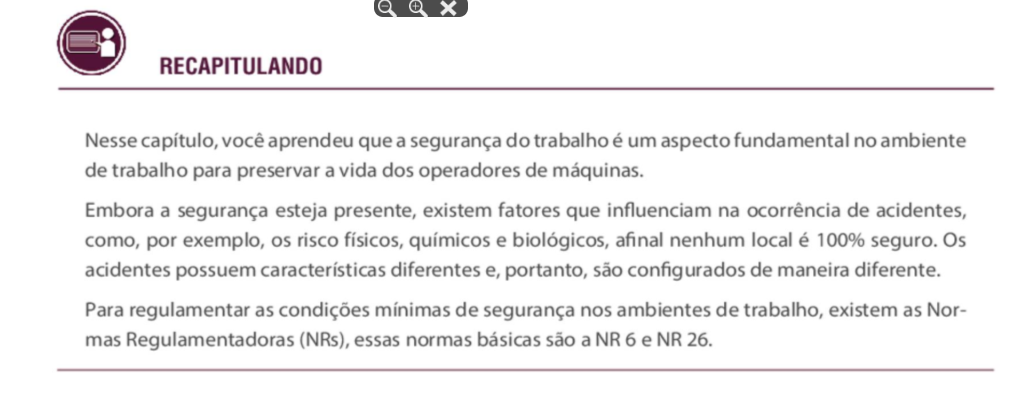 RECAPITULANDO
Nesse capítulo, você aprendeu que a segurança do trabalho é um aspecto fundamental no ambiente
de trabalho para preservar a vida dos operadores de máquinas.
Embora a segurança esteja presente, existem fatores que influenciam na ocorrência de acidentes,
como, por exemplo, os risco físicos, químicos e biológicos, afinal nenhum local é 100% seguro. Os
acidentes possuem características diferentes e, portanto, são configurados de maneira diferente.
Para regulamentar as condições mínimas de segurança nos ambientes de trabalho, existem as Nor-
mas Regulamentadoras (NRs), essas normas básicas são a NR 6 e NR 26.